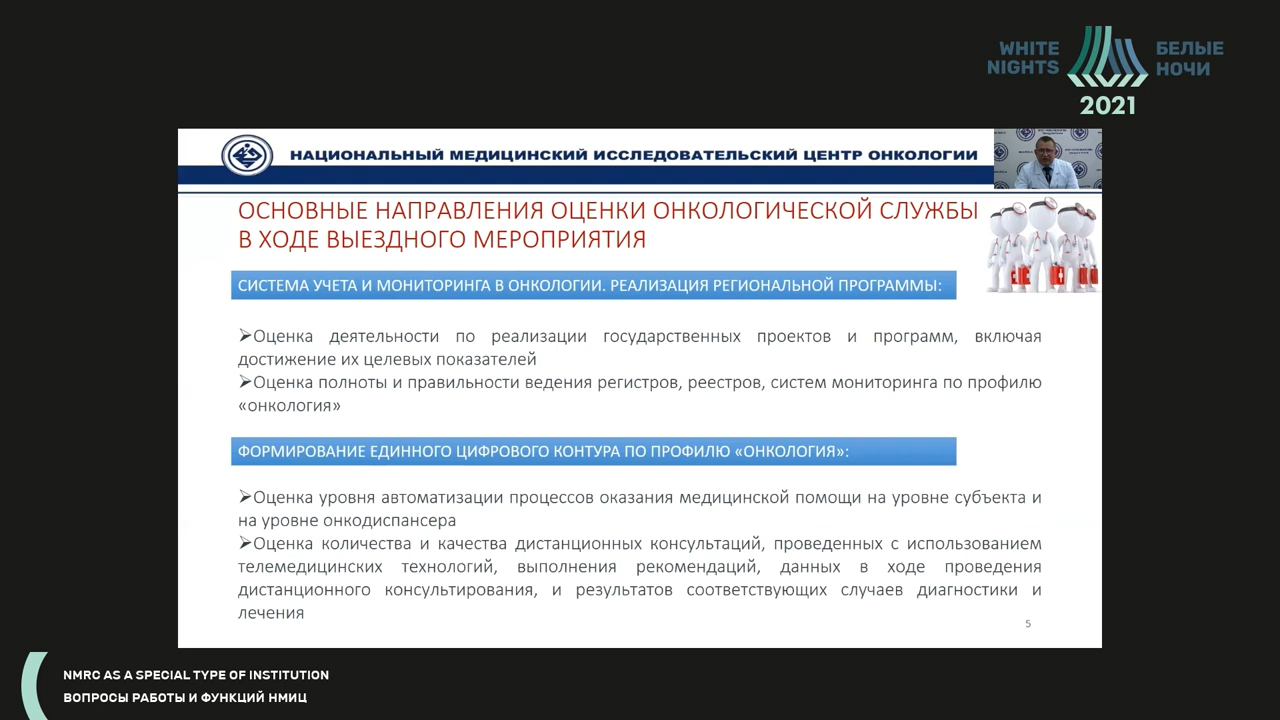 WHITE NIGHTS
БЕЛЫЕ НОЧИ
2021
НАЦИОНАЛЬНЫЙ МЕДИЦИНСКИЙ ИССЛЕДОВАТЕЛЬСКИЙ ЦЕНТР ОНКОЛОГИИ
ОСНОВНЫЕ НАПРАВЛЕНИЯ ОЦЕНКИ ОНКОЛОГИЧЕСКОЙ СЛУЖБЫ
В ХОДЕ ВЫЕЗДНОГО МЕРОПРИЯТИЯ
СИСТЕМА УЧЕТА И МОНИТОРИНГА В ОНКОЛОГИИ. РЕАЛИЗАЦИЯ РЕГИОНАЛЬНОЙ ПРОГРАММЫ:
➢Оценка деятельности по реализации государственных проектов и программ, включая
достижение их целевых показателей
➢Оценка полноты и правильности ведения регистров, реестров, систем мониторинга по профилю
«онкология»
ФОРМИРОВАНИЕ ЕДИННОГО ЦИФРОВОГО КОНТУРА ПО ПРОФИЛЮ «ОНКОЛОГИЯ»:
➢Оценка уровня автоматизации процессов оказания медицинской помощи на уровне субъекта и
на уровне онкодиспансера
➢Оценка количества и качества дистанционных консультаций, проведенных с использованием
телемедицинских технологий, выполнения рекомендаций, данных в ходе проведения
дистанционного консультирования, и результатов соответствующих случаев диагностики и
лечения
5
NMRC AS A SPECIAL TYPE OF INSTITUTION
ВОПРОСЫ РАБОТЫ И ФУНКЦИЙ НМИЦ